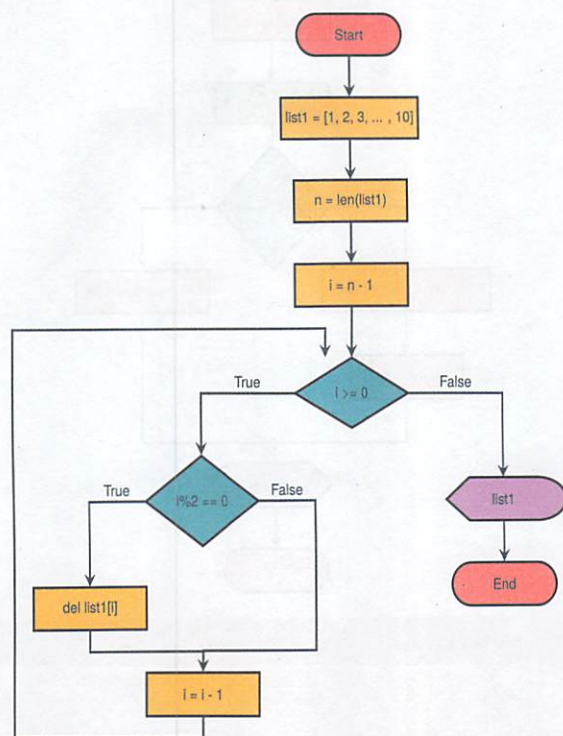 Start
list1 = [1, 2, 3, ... , 10]
n = len(list1)
i = n - 1
i >= 0
True
False
i%2 == 0
True
False
list1
del list1[i]
End
i = i - 1